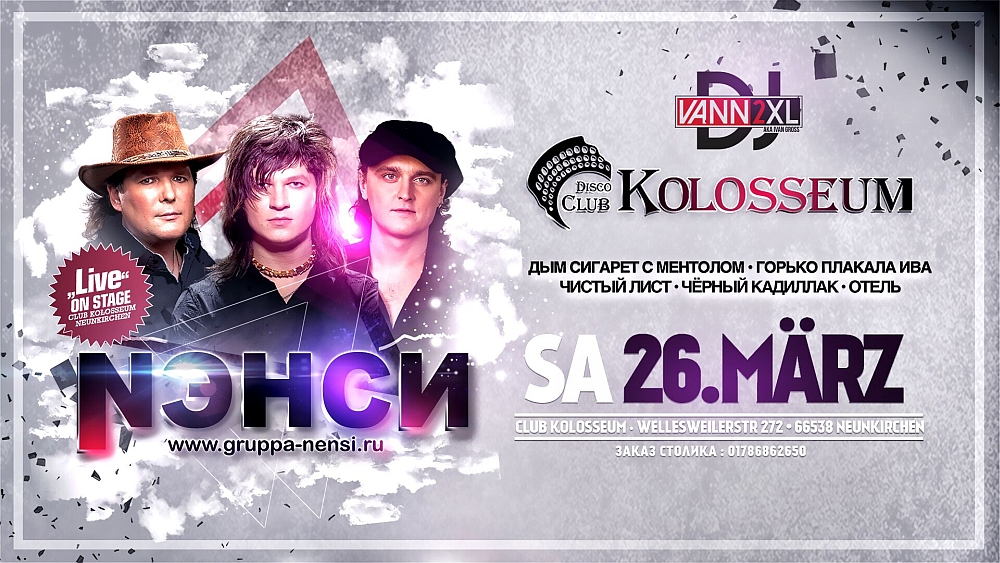 „Live“
ON STAGE
CLUB KOLOSSEUM
NEUNKIRCHEN
NЭНСИ
www.gruppa-nensi.ru
DJ
VANN2XL
AKA IVAN GROSS
DISCO
CLUB
KOLOSSEUM
ДЫМ СИГАРЕТ С МЕНТОЛОМ • ГОРЬКО ПЛАКАЛА ИВА
ЧИСТЫЙ ЛИСТ • ЧЁРНЫЙ КАДИЛЛАК • ОТЕЛЬ
SA 26.MÄRZ
CLUB KOLOSSEUM • WELLESWEILERSTR 272 • 66538 NEUNKIRCHEN
ЗАКАЗ СТОЛИКА : 01786862650